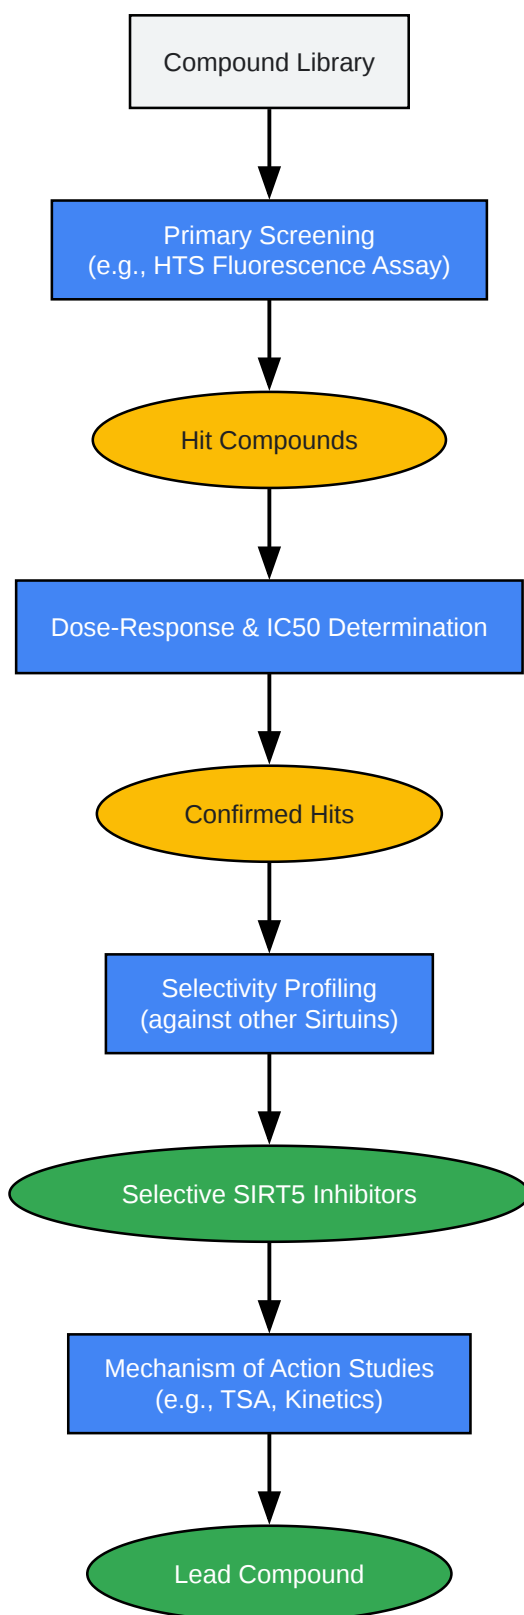 Compound Library
Primary Screening
(e.g., HTS Fluorescence Assay)
Hit Compounds
Dose-Response & IC50 Determination
Confirmed Hits
Selectivity Profiling
(against other Sirtuins)
Selective SIRT5 Inhibitors
Mechanism of Action Studies
(e.g., TSA, Kinetics)
Lead Compound